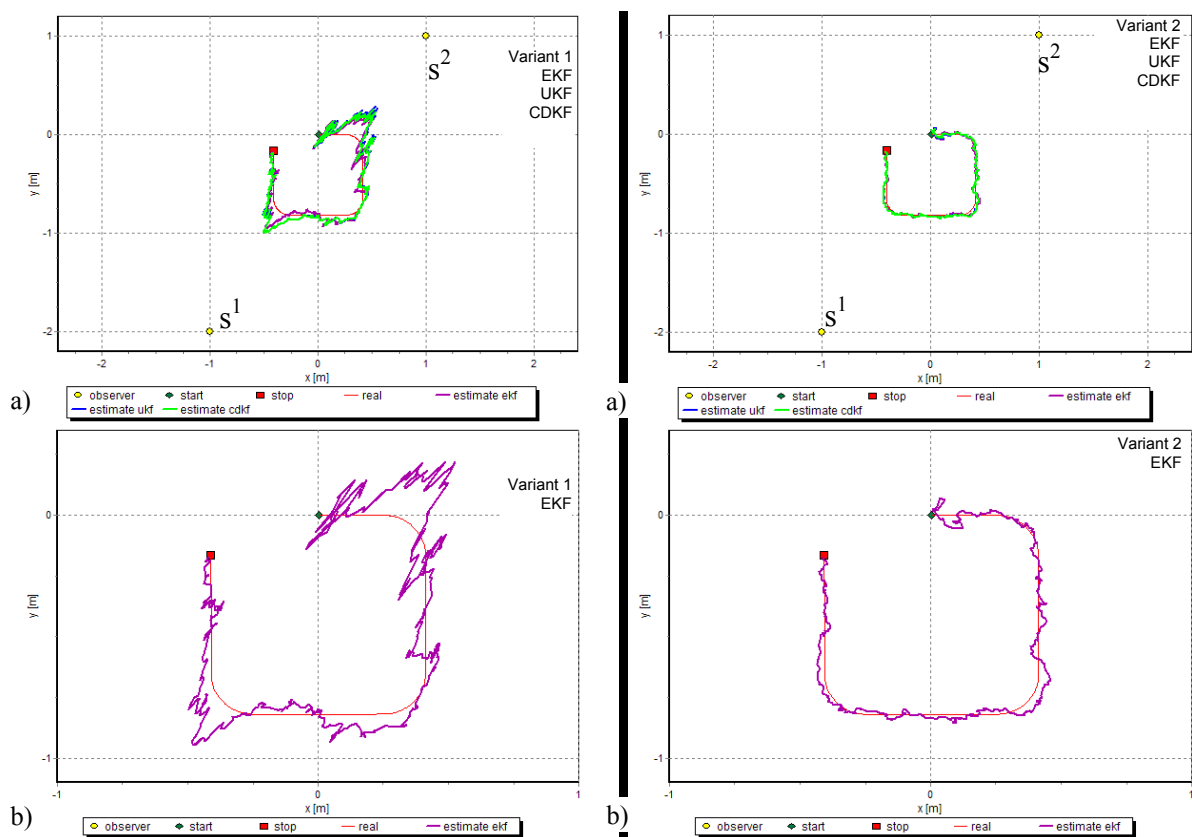 Variant 1
EKF
UKF
CDKF
s2
s1
y [m]
1
0
-1
-2
-2
-1
0
1
2
x [m]
a)
observer start stop real estimate ekf
estimate ukf estimate cdkf
Variant 2
EKF
UKF
CDKF
s2
s1
y [m]
1
0
-1
-2
-2
-1
0
1
2
x [m]
a)
observer start stop real estimate ekf
estimate ukf estimate cdkf
Variant 1
EKF
y [m]
0
-1
-1
0
1
x [m]
b)
observer start stop real estimate ekf
Variant 2
EKF
y [m]
0
-1
-1
0
1
x [m]
b)
observer start stop real estimate ekf